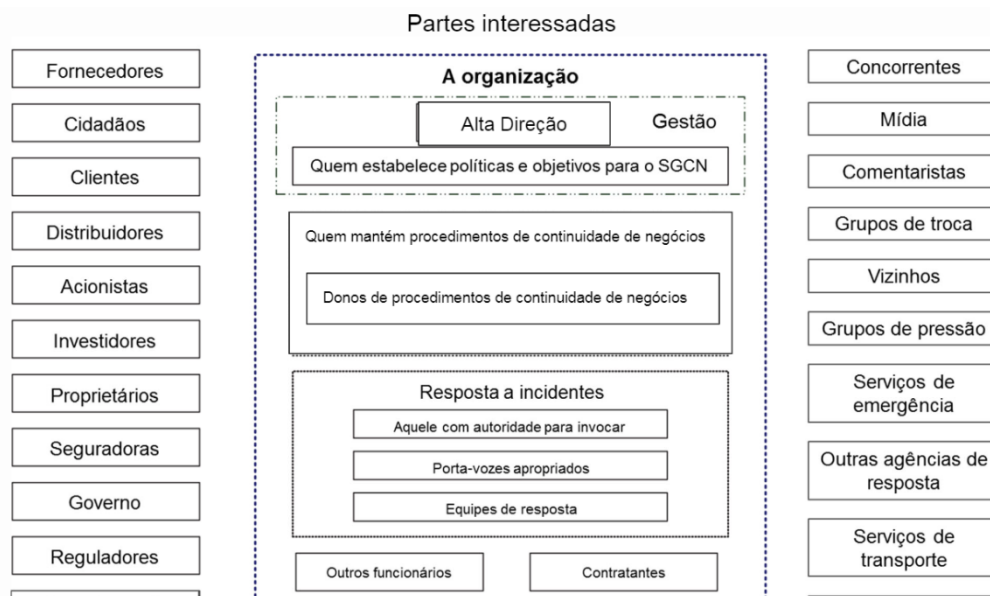 Partes interessadas
Fornecedores
Cidadãos
Clientes
Distribuidores
Acionistas
Investidores
Proprietários
Seguradoras
Governo
Reguladores
A organização
Alta Direção
Gestão
Quem estabelece políticas e objetivos para o SGCN
Quem mantém procedimentos de continuidade de negócios
Donos de procedimentos de continuidade de negócios
Resposta a incidentes
Aquele com autoridade para invocar
Porta-vozes apropriados
Equipes de resposta
Outros funcionários
Contratantes
Concorrentes
Mídia
Comentaristas
Grupos de troca
Vizinhos
Grupos de pressão
Serviços de
emergência
Outras agências de
resposta
Serviços de
transporte